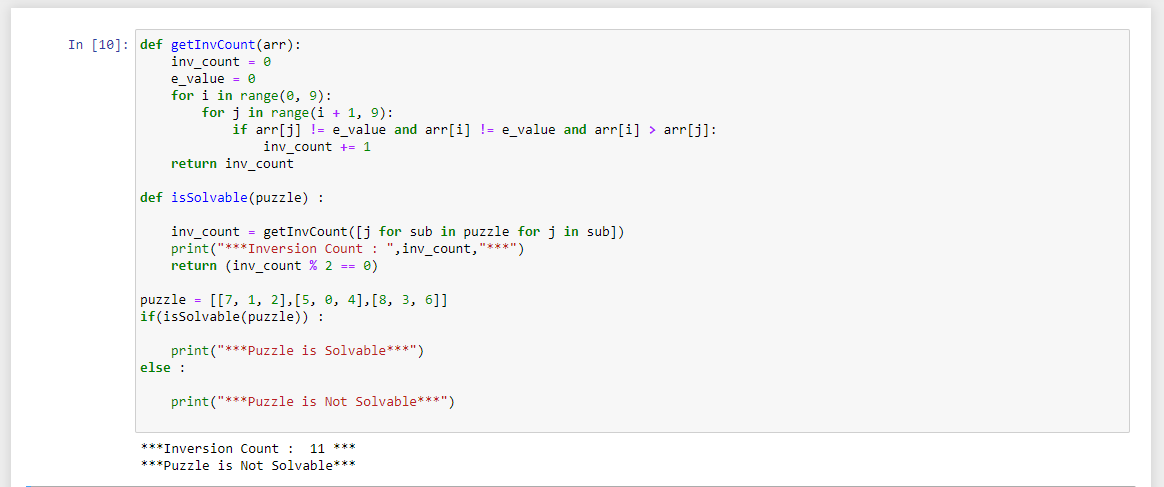 In [10]: def getInvCount(arr):
    inv_count = 0
    e_value = 0
    for i in range(0, 9):
        for j in range(i + 1, 9):
            if arr[j] != e_value and arr[i] != e_value and arr[i] > arr[j]:
                inv_count += 1
    return inv_count
def isSolvable(puzzle) :
    inv_count = getInvCount([j for sub in puzzle for j in sub])
    print("***Inversion Count : ",inv_count,"***")
    return (inv_count % 2 == 0)
puzzle = [[7, 1, 2],[5, 0, 4],[8, 3, 6]]
if(isSolvable(puzzle)) :
    print("***Puzzle is Solvable***")
else :
    print("***Puzzle is Not Solvable***")
***Inversion Count :  11 ***
***Puzzle is Not Solvable***